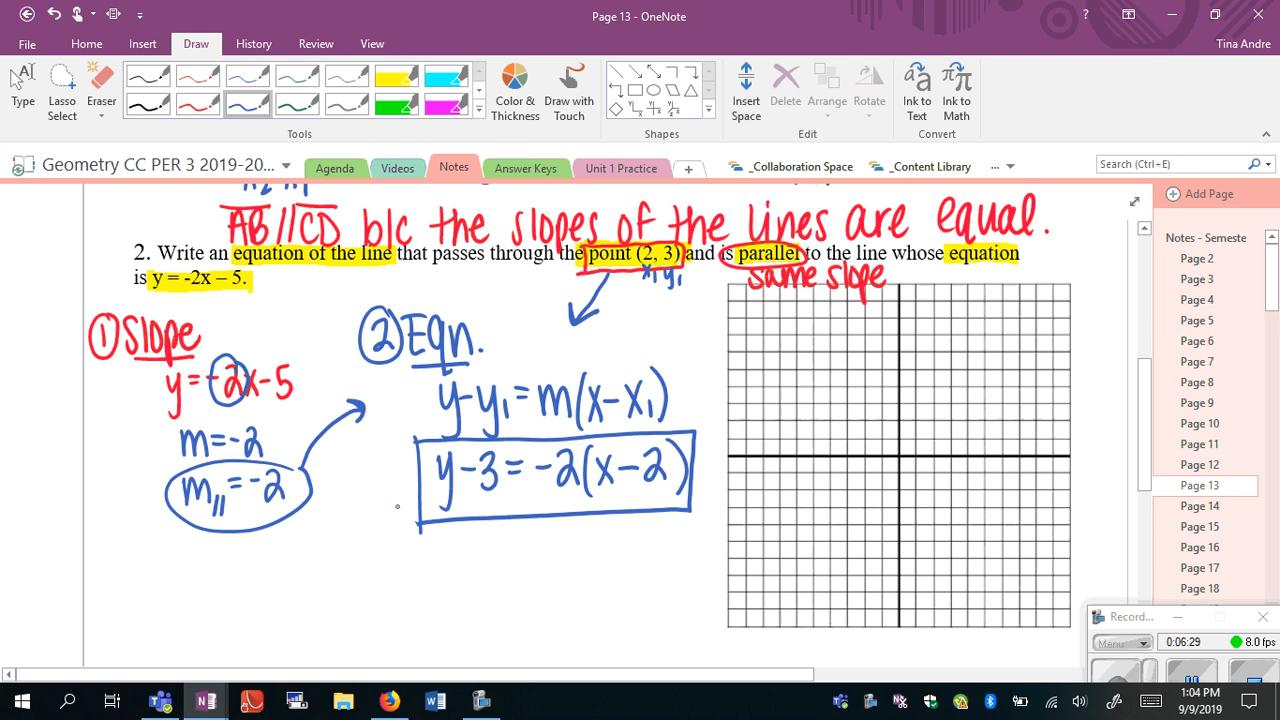 Page 13 - OneNote
?
File Home Insert Draw History Review View
Tina Andre
Type
Lasso Select
Eraser
Color & Thickness
Draw with Touch
Insert Space
Delete
Arrange
Rotate
Ink to Text
Ink to Math
Tools
Shapes
Edit
Convert
Geometry CC PER 3 2019-20...
Agenda Videos Notes Answer Keys Unit 1 Practice +
_Collaboration Space _Content Library ...
Search (Ctrl+E)
Add Page
AB // CD b/c the slopes of the lines are equal.
2. Write an equation of the line that passes through the point (2, 3) and is parallel to the line whose equation
x₁ y₁
is y = -2x – 5.
same slope
① Slope
y = -2x - 5
m = -2
m// = -2
② Eqn.
y - y₁ = m(x - x₁)
y - 3 = -2(x - 2)
Notes - Semeste
Page 2
Page 3
Page 4
Page 5
Page 6
Page 7
Page 8
Page 9
Page 10
Page 11
Page 12
Page 13
Page 14
Page 15
Page 16
Page 17
Page 18
Record...
Menu
0:06:29
8.0 fps
1:04 PM
9/9/2019